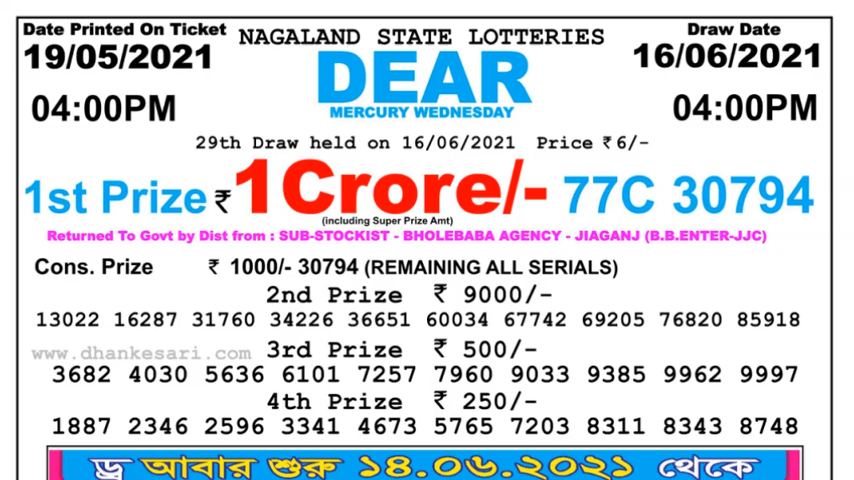 Date Printed On Ticket
19/05/2021
04:00PM
NAGALAND STATE LOTTERIES
DEAR
MERCURY WEDNESDAY
Draw Date
16/06/2021
04:00PM
29th Draw held on 16/06/2021 Price ₹6/-
1st Prize ₹1Crore/- 77C 30794
(including Super Prize Amt)
Returned To Govt by Dist from : SUB-STOCKIST - BHOLEBABA AGENCY - JIAGANJ (B.B.ENTER-JJC)
Cons. Prize ₹ 1000/- 30794 (REMAINING ALL SERIALS)
2nd Prize ₹ 9000/-
13022 16287 31760 34226 36651 60034 67742 69205 76820 85918
www.dhankesari.com 3rd Prize ₹ 500/-
3682 4030 5636 6101 7257 7960 9033 9385 9962 9997
4th Prize ₹ 250/-
1887 2346 2596 3341 4673 5765 7203 8311 8343 8748
ড্র আবার শুরু ১৪.০৬.২০২১ থেকে